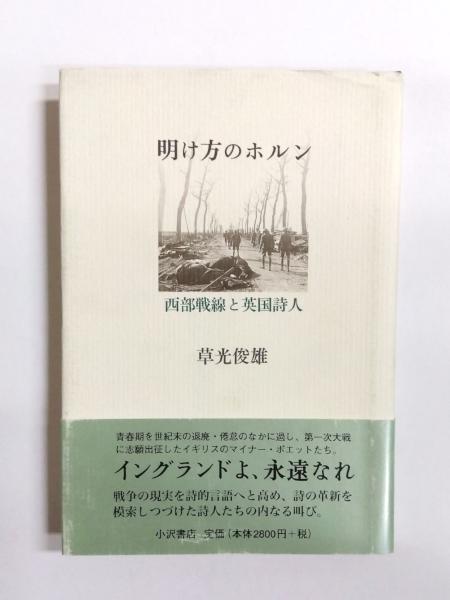 明け方のホルン
西部戦線と英国詩人
草光俊雄
青春期を世紀末の退廃・倦怠のなかに過し、第一次大戦
に志願出征したイギリスのマイナー・ポエットたち。
イングランドよ、永遠なれ
戦争の現実を詩的言語へと高め、詩の革新を
模索しつづけた詩人たちの内なる叫び。
小沢書店 定価(本体2800円+税)